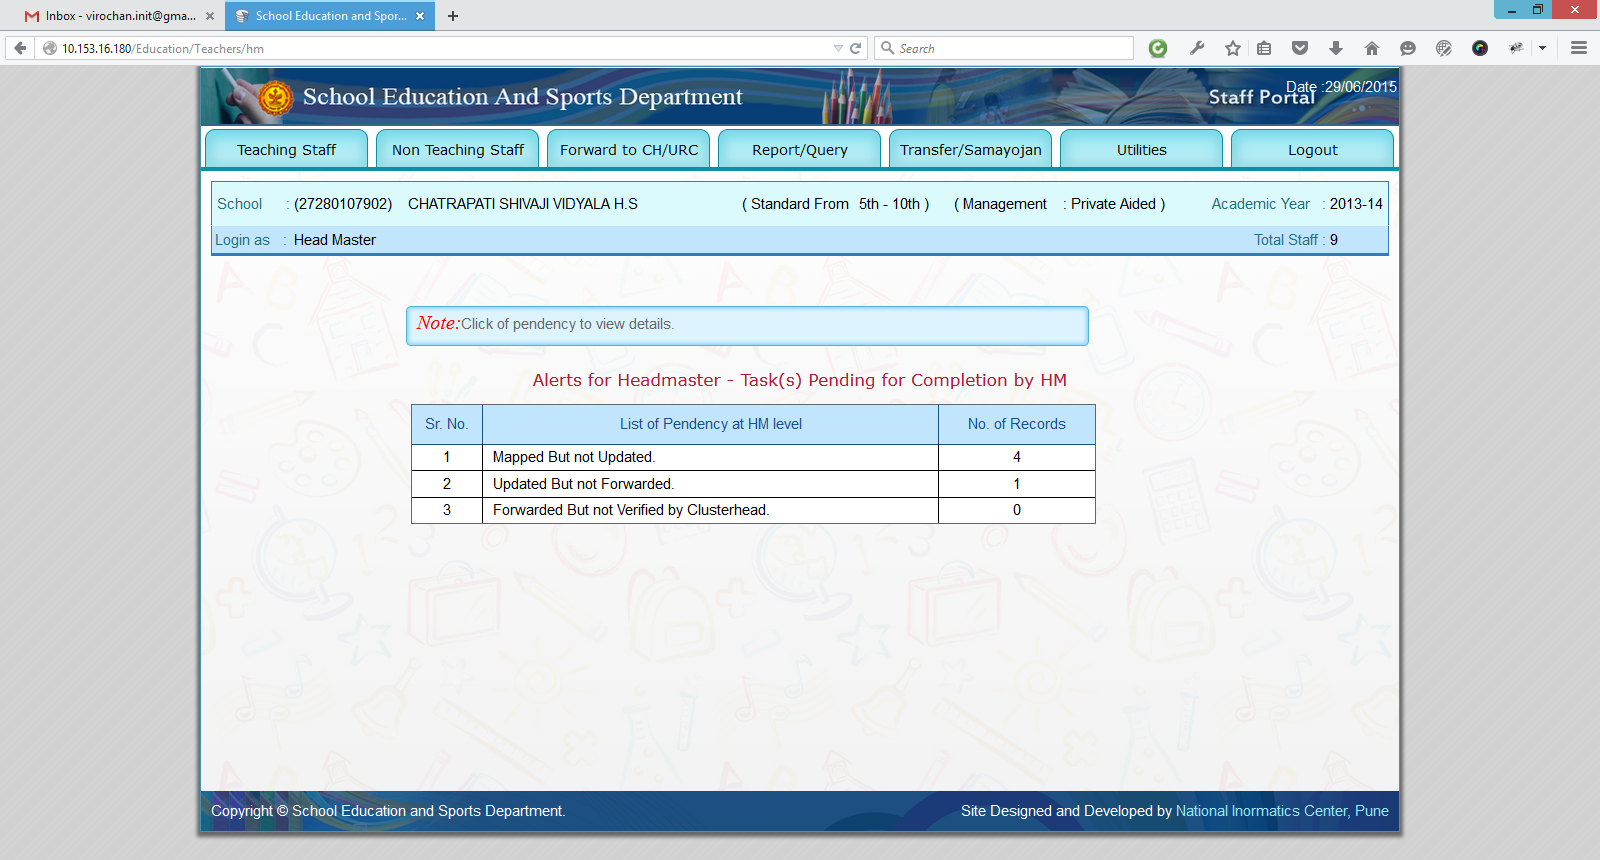 Inbox - virochan.init@gma...
School Education and Spor...
10.153.16.180/Education/Teachers/hm
Search
School Education And Sports Department
Date :29/06/2015
Staff Portal
Teaching Staff
Non Teaching Staff
Forward to CH/URC
Report/Query
Transfer/Samayojan
Utilities
Logout
School : (27280107902) CHATRAPATI SHIVAJI VIDYALA H.S ( Standard From 5th - 10th ) ( Management : Private Aided ) Academic Year : 2013-14
Login as : Head Master Total Staff : 9
Note:Click of pendency to view details.
Alerts for Headmaster - Task(s) Pending for Completion by HM
Sr. No. List of Pendency at HM level No. of Records
1 Mapped But not Updated. 4
2 Updated But not Forwarded. 1
3 Forwarded But not Verified by Clusterhead. 0
Copyright © School Education and Sports Department. Site Designed and Developed by National Inormatics Center, Pune